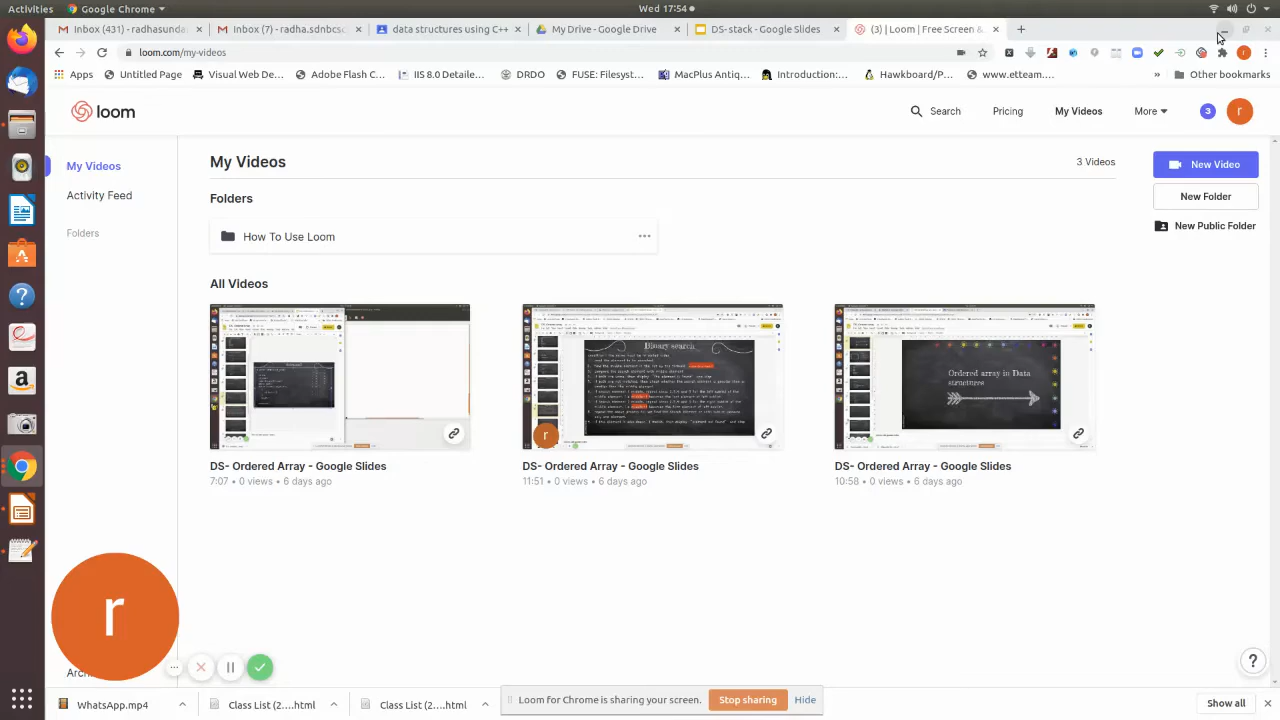 Activities
Google Chrome
Wed 17:54
Inbox (431) - radhasunda
Inbox (7) - radha.sdnbcsc
data structures using C++
My Drive - Google Drive
DS-stack - Google Slides
(3) | Loom | Free Screen &
loom.com/my-videos
Apps
Untitled Page
Visual Web De...
Adobe Flash C...
IIS 8.0 Detaile...
DRDO
FUSE: Filesyst...
MacPlus Antiq...
Introduction:...
Hawkboard/P...
www.etteam....
»
Other bookmarks
loom
Search
Pricing
My Videos
More
3
r
My Videos
Activity Feed
Folders
My Videos
3 Videos
New Video
New Folder
New Public Folder
Folders
How To Use Loom
All Videos
Binary search
Ordered array in Data
structures
r
DS- Ordered Array - Google Slides
7:07 • 0 views • 6 days ago
DS- Ordered Array - Google Slides
11:51 • 0 views • 6 days ago
DS- Ordered Array - Google Slides
10:58 • 0 views • 6 days ago
r
Loom for Chrome is sharing your screen.
Stop sharing
Hide
WhatsApp.mp4
Class List (2....html
Class List (2....html
Show all